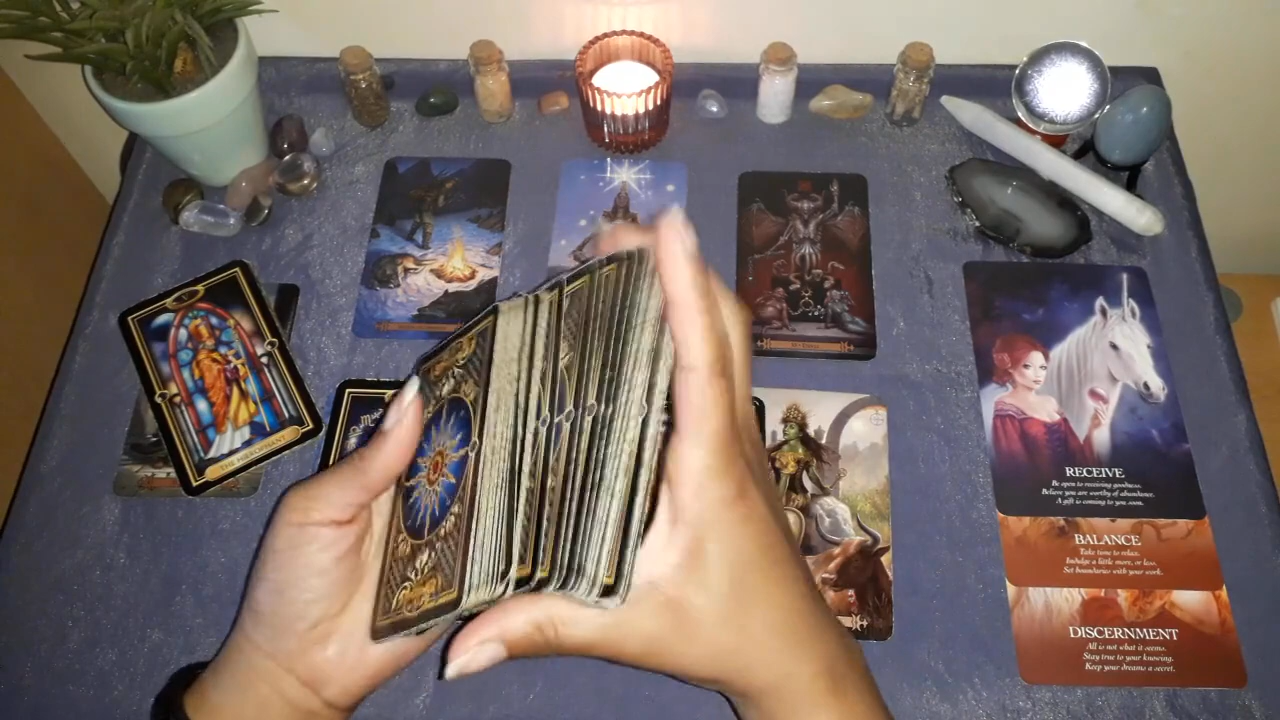 V
THE HIEROPHANT
RECEIVE
Be open to receiving goodness.
Believe you are worthy of abundance.
A gift is coming to you soon.
BALANCE
Take time to relax.
Indulge a little more, or less.
Set boundaries with your work.
DISCERNMENT
All is not what it seems.
Stay true to your knowing.
Keep your dreams a secret.